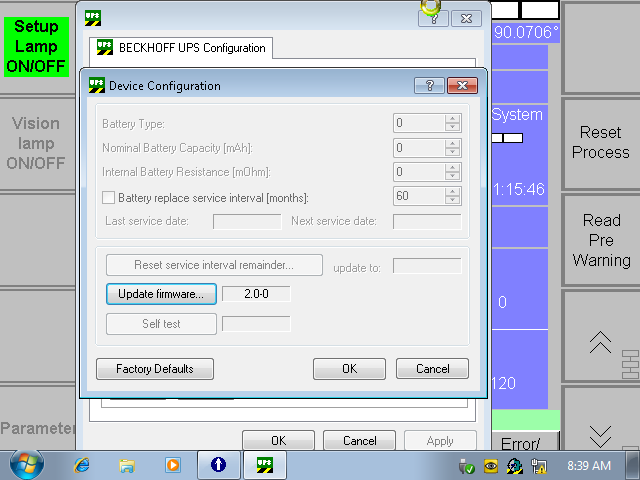 Setup
Lamp
ON/OFF
Vision
lamp
ON/OFF
Parameter
UPS
BECKHOFF UPS Configuration
Device Configuration
Battery Type:
0
Nominal Battery Capacity [mAh]:
0
Internal Battery Resistance [mOhm]:
0
Battery replace service interval [months]:
60
Last service date:
Next service date:
Reset service interval remainder...
update to:
Update firmware...
2.0-0
Self test
Factory Defaults
OK
Cancel
OK
Cancel
Apply
90.0706°
System
1:15:46
0
120
Error/
Reset
Process
Read
Pre
Warning
8:39 AM